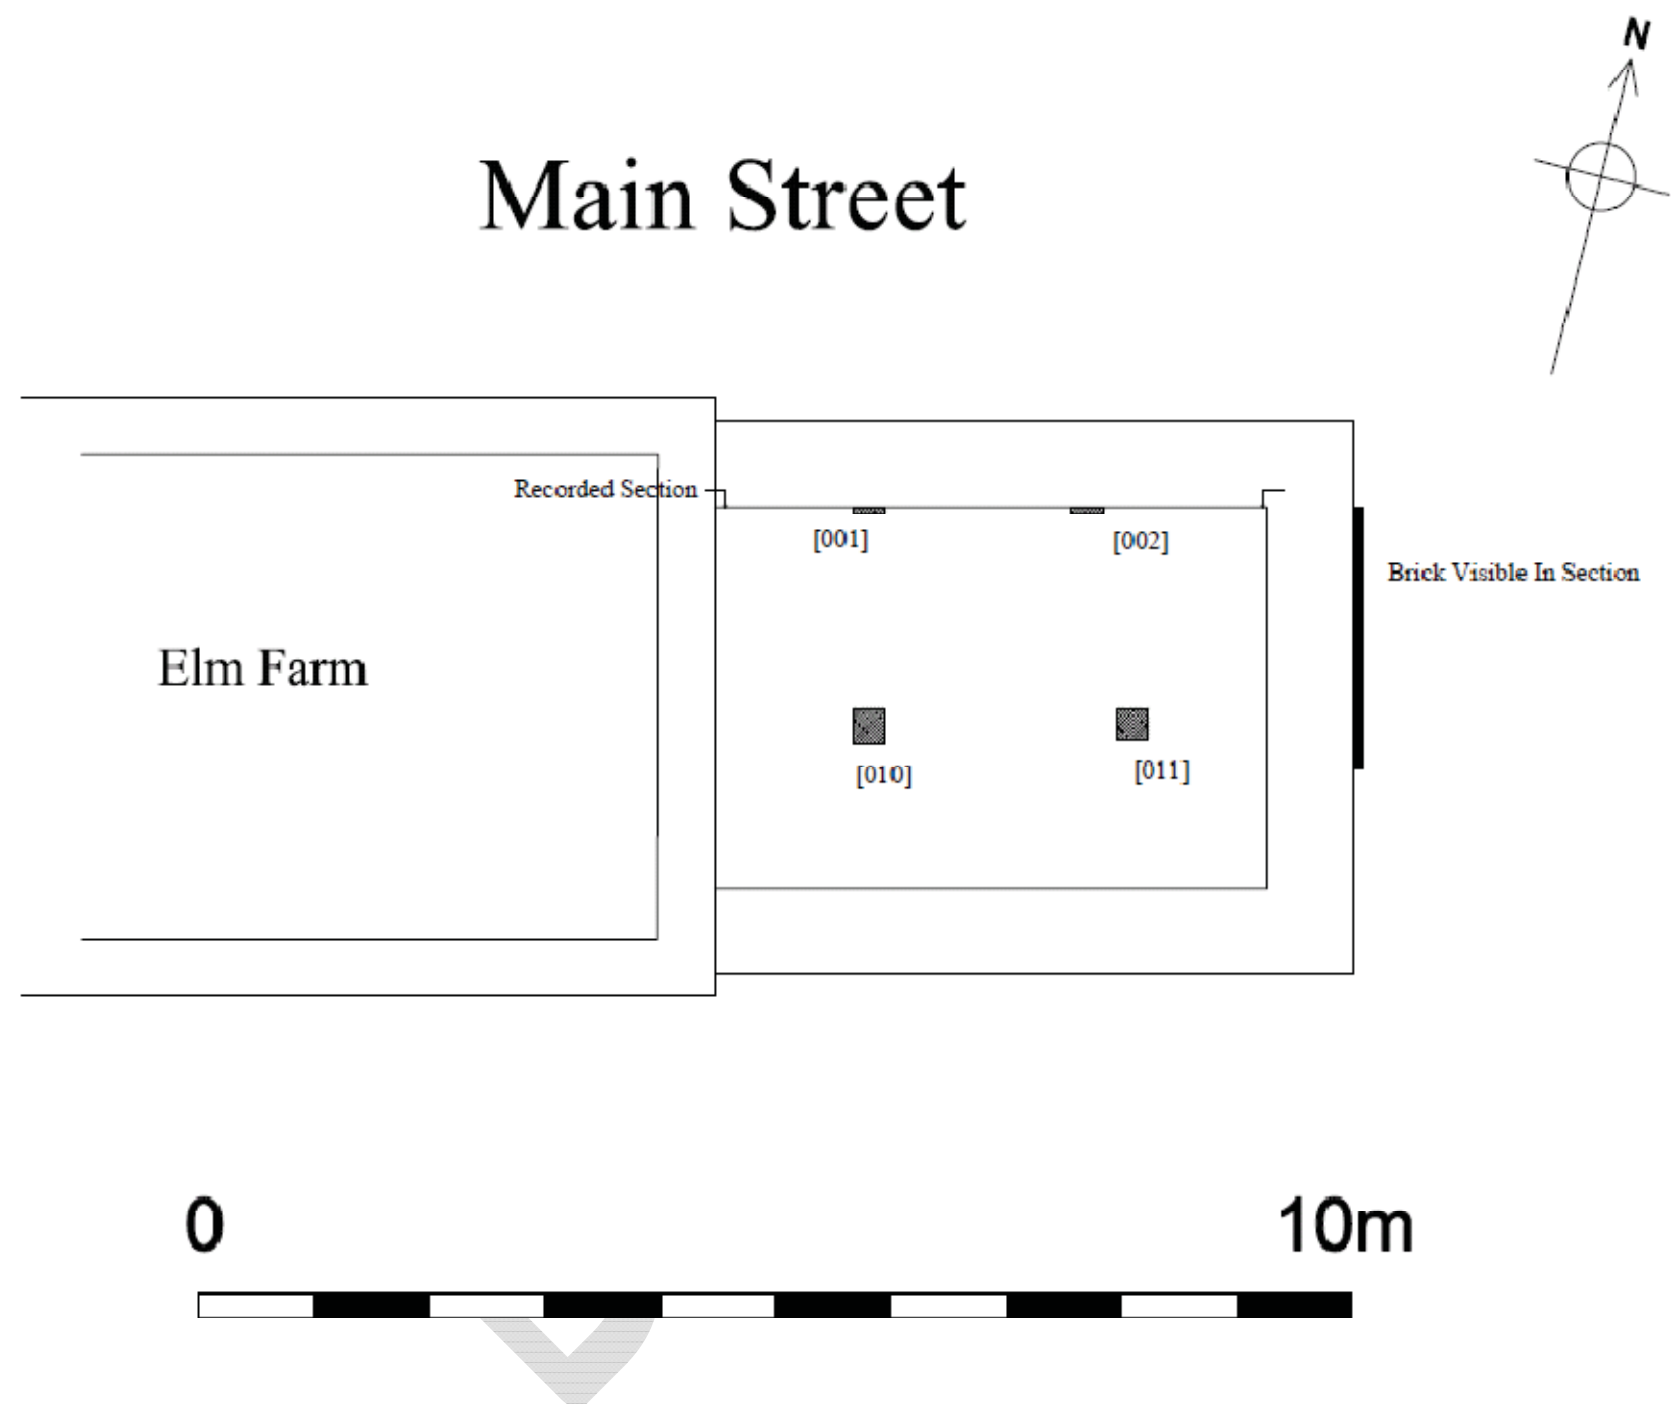 N
Main Street
Recorded Section
[001]
[002]
Brick Visible In Section
Elm Farm
[010]
[011]
0
10m